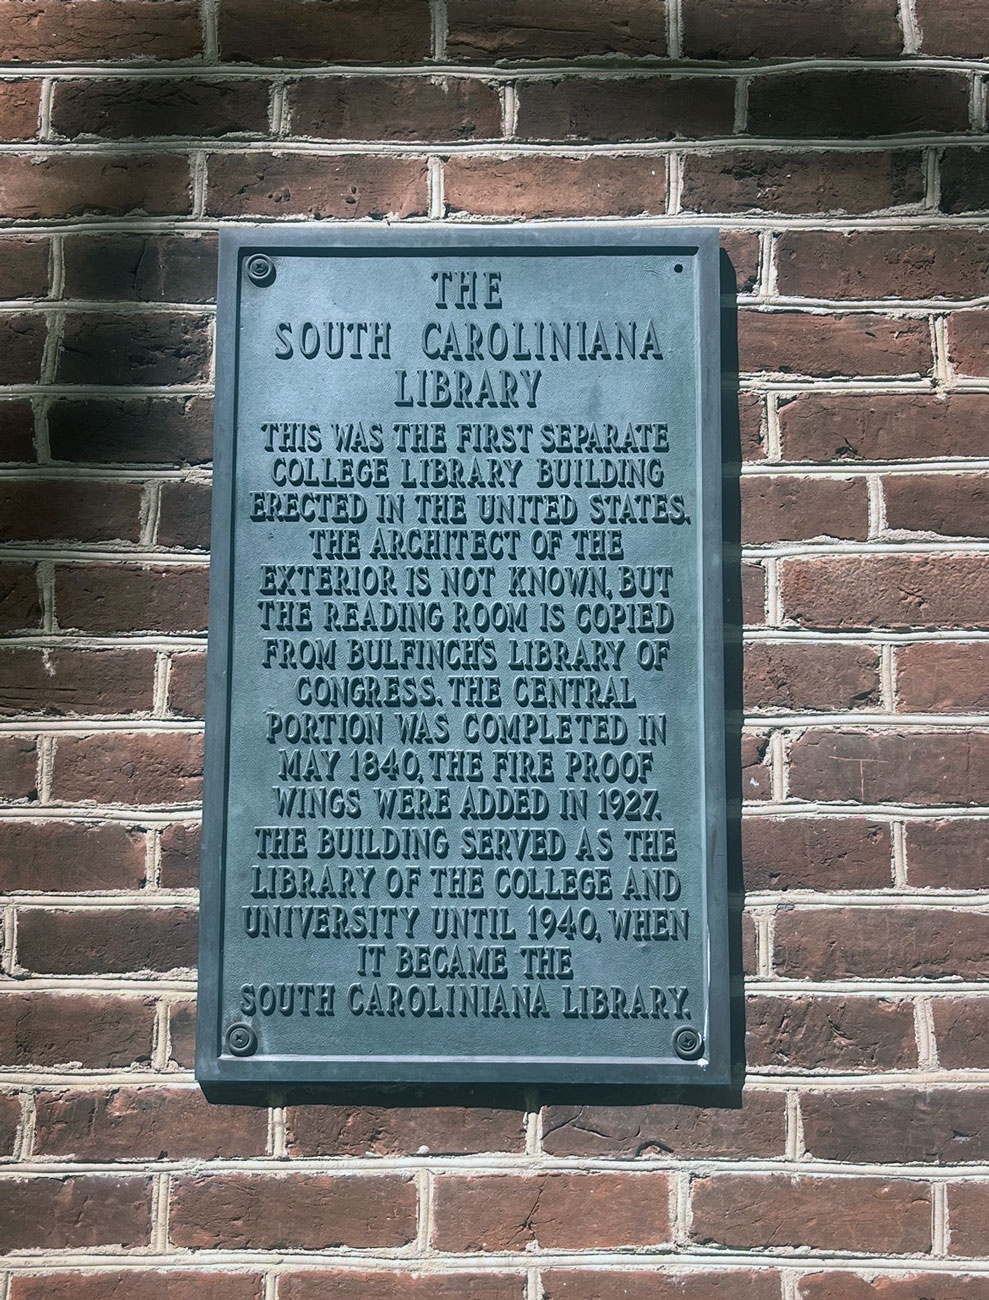 THE
SOUTH CAROLINIANA
LIBRARY
THIS WAS THE FIRST SEPARATE
COLLEGE LIBRARY BUILDING
ERECTED IN THE UNITED STATES.
THE ARCHITECT OF THE
EXTERIOR IS NOT KNOWN, BUT
THE READING ROOM IS COPIED
FROM BULFINCH'S LIBRARY OF
CONGRESS. THE CENTRAL
PORTION WAS COMPLETED IN
MAY 1840, THE FIRE PROOF
WINGS WERE ADDED IN 1927.
THE BUILDING SERVED AS THE
LIBRARY OF THE COLLEGE AND
UNIVERSITY UNTIL 1940, WHEN
IT BECAME THE
SOUTH CAROLINIANA LIBRARY.